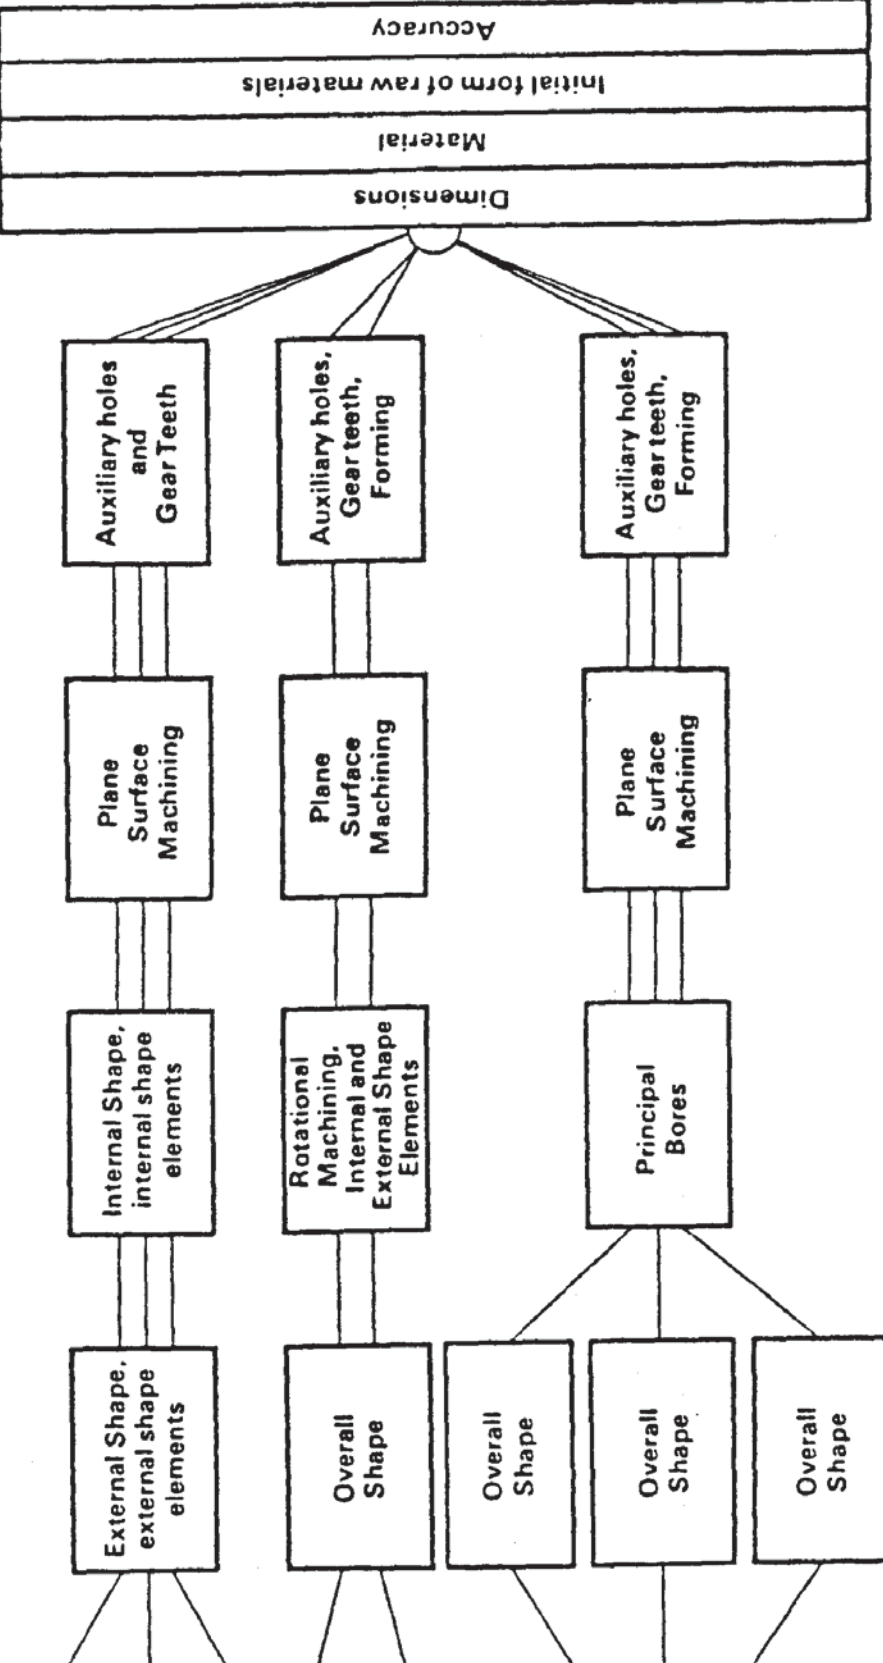 Accuracy
Initial form of raw materials
Material
Dimensions
Auxiliary holes
and
Gear Teeth
Auxiliary holes,
Gear teeth,
Forming
Auxiliary holes,
Gear teeth,
Forming
Plane
Surface
Machining
Plane
Surface
Machining
Plane
Surface
Machining
Internal Shape,
internal shape
elements
Rotational
Machining,
Internal and
External Shape
Elements
Principal
Bores
External Shape,
external shape
elements
Overall
Shape
Overall
Shape
Overall
Shape
Overall
Shape